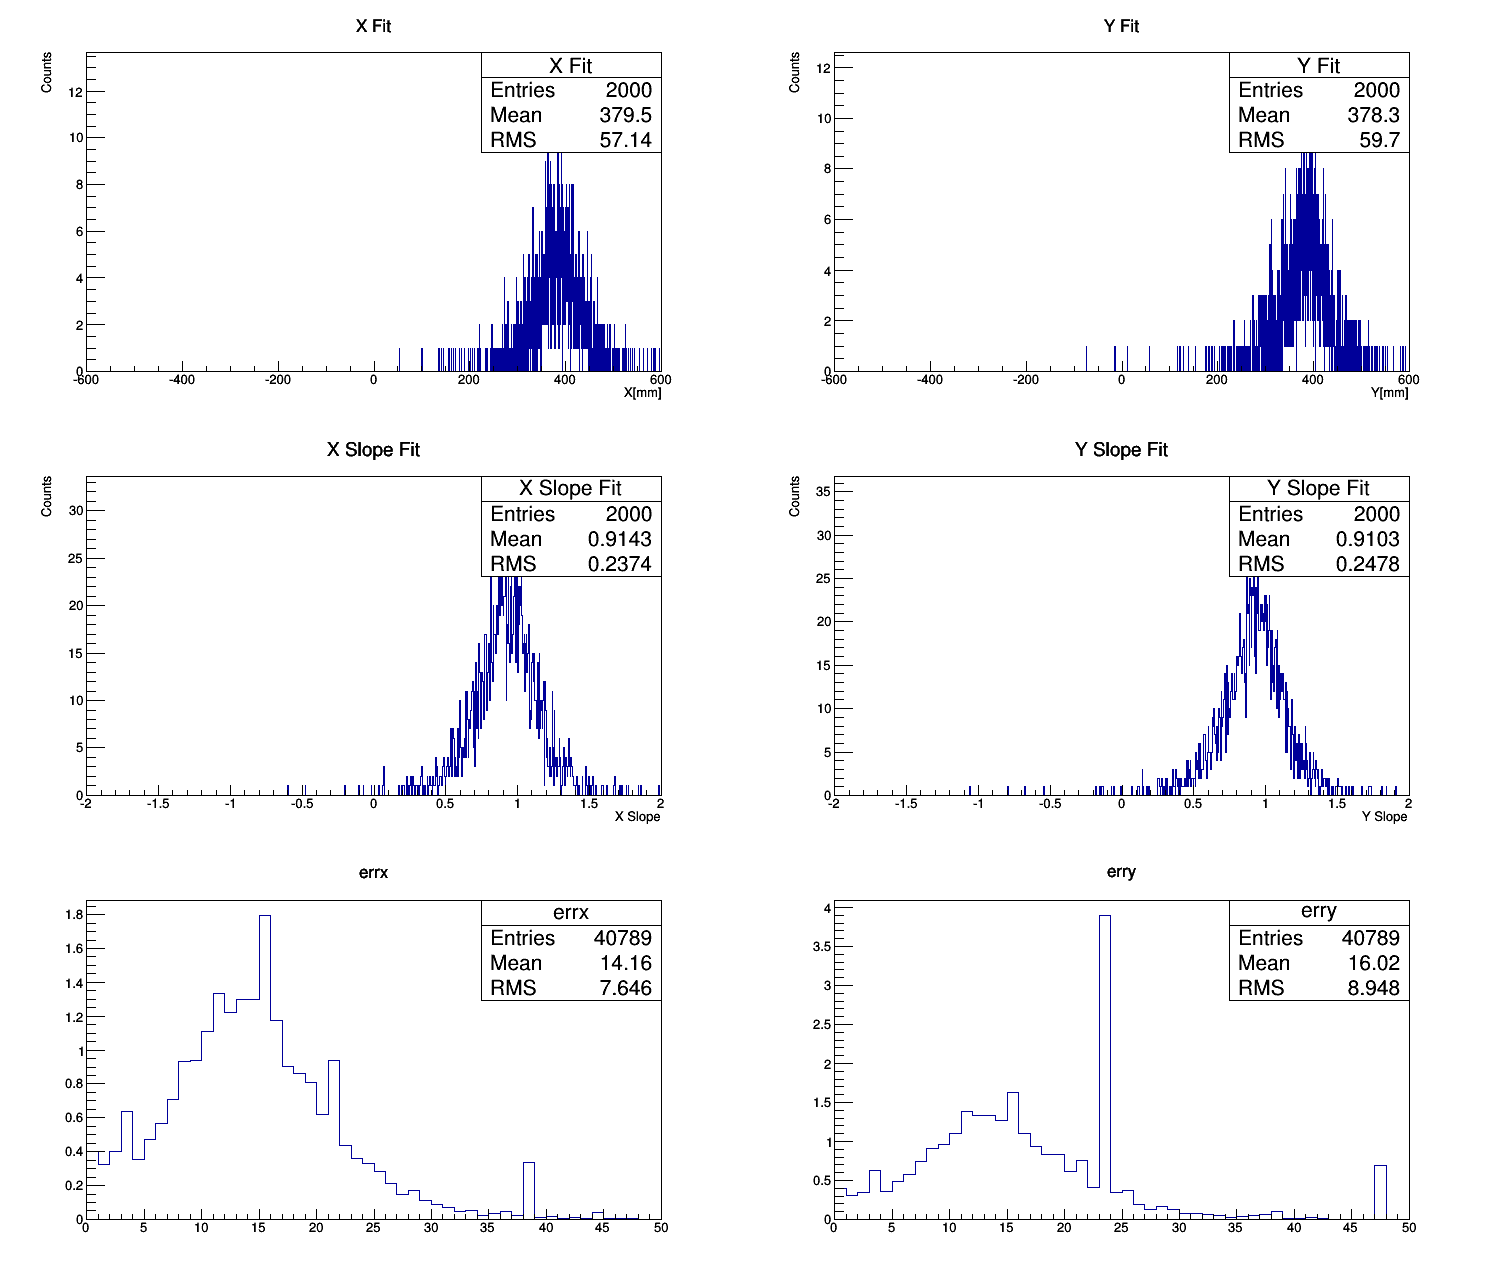 X Fit
Counts
X Fit
Entries 2000
Mean 379.5
RMS 57.14
12
10
8
6
4
2
0
-600 -400 -200 0 200 400 600
X[mm]
Y Fit
Counts
Y Fit
Entries 2000
Mean 378.3
RMS 59.7
12
10
8
6
4
2
0
-600 -400 -200 0 200 400 600
Y[mm]
X Slope Fit
Counts
X Slope Fit
Entries 2000
Mean 0.9143
RMS 0.2374
30
25
20
15
10
5
0
-2 -1.5 -1 -0.5 0 0.5 1 1.5 2
X Slope
Y Slope Fit
Counts
Y Slope Fit
Entries 2000
Mean 0.9103
RMS 0.2478
35
30
25
20
15
10
5
0
-2 -1.5 -1 -0.5 0 0.5 1 1.5 2
Y Slope
errx
errx
Entries 40789
Mean 14.16
RMS 7.646
1.8
1.6
1.4
1.2
1
0.8
0.6
0.4
0.2
0
0 5 10 15 20 25 30 35 40 45 50
erry
erry
Entries 40789
Mean 16.02
RMS 8.948
4
3.5
3
2.5
2
1.5
1
0.5
0
0 5 10 15 20 25 30 35 40 45 50